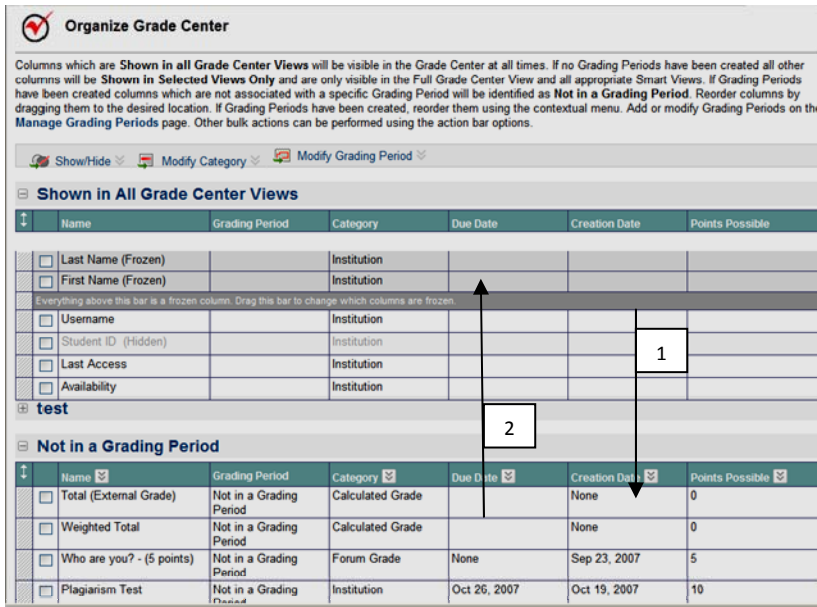 Organize Grade Center
Columns which are Shown in all Grade Center Views will be visible in the Grade Center at all times. If no Grading Periods have been created all other
columns will be Shown in Selected Views Only and are only visible in the Full Grade Center View and all appropriate Smart Views. If Grading Periods
have been created columns which are not associated with a specific Grading Period will be identified as Not in a Grading Period. Reorder columns by
dragging them to the desired location. If Grading Periods have been created, reorder them using the contextual menu. Add or modify Grading Periods on the
Manage Grading Periods page. Other bulk actions can be performed using the action bar options.
Show/Hide Modify Category Modify Grading Period
Shown in All Grade Center Views
Name Grading Period Category Due Date Creation Date Points Possible
Last Name (Frozen) Institution
First Name (Frozen) Institution
Everything above this bar is a frozen column. Drag this bar to change which columns are frozen.
Username Institution
Student ID (Hidden) Institution
1
Last Access Institution
Availability Institution
test
2
Not in a Grading Period
Name Grading Period Category Due Date Creation Date Points Possible
Total (External Grade) Not in a Grading Calculated Grade None 0
Period
Weighted Total Not in a Grading Calculated Grade None 0
Period
Who are you? - (5 points) Not in a Grading Forum Grade None Sep 23, 2007 5
Period
Plagiarism Test Not in a Grading Institution Oct 26, 2007 Oct 19, 2007 10
Period